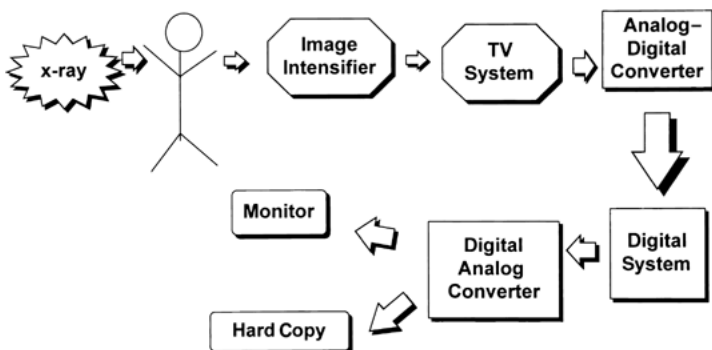 x-ray
Image
Intensifier
TV
System
Analog–
Digital
Converter
Monitor
Digital
Analog
Converter
Digital
System
Hard Copy